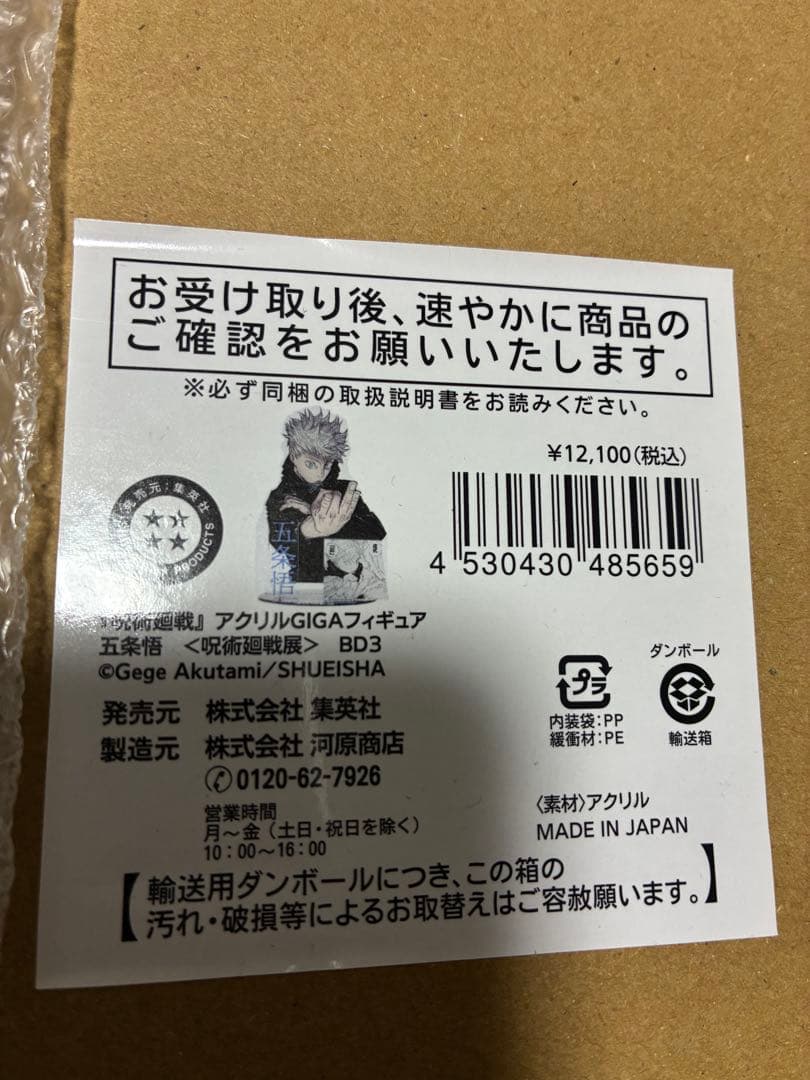 お受け取り後、速やかに商品の
ご確認をお願いいたします。
※必ず同梱の取扱説明書をお読みください。
¥12,100(税込)
発売元:集英社
PRODUCTS
五条悟
4 530430 485659
『呪術廻戦』アクリルGIGAフィギュア
五条悟 <呪術廻戦展> BD3
©Gege Akutami/SHUEISHA
発売元 株式会社 集英社
製造元 株式会社 河原商店
0120-62-7926
営業時間
月〜金(土日・祝日を除く)
10:00〜16:00
プラ
内装袋:PP
緩衝材:PE
ダンボール
輸送箱
〈素材〉アクリル
MADE IN JAPAN
【輸送用ダンボールにつき、この箱の
汚れ・破損等によるお取替えはご容赦願います。】